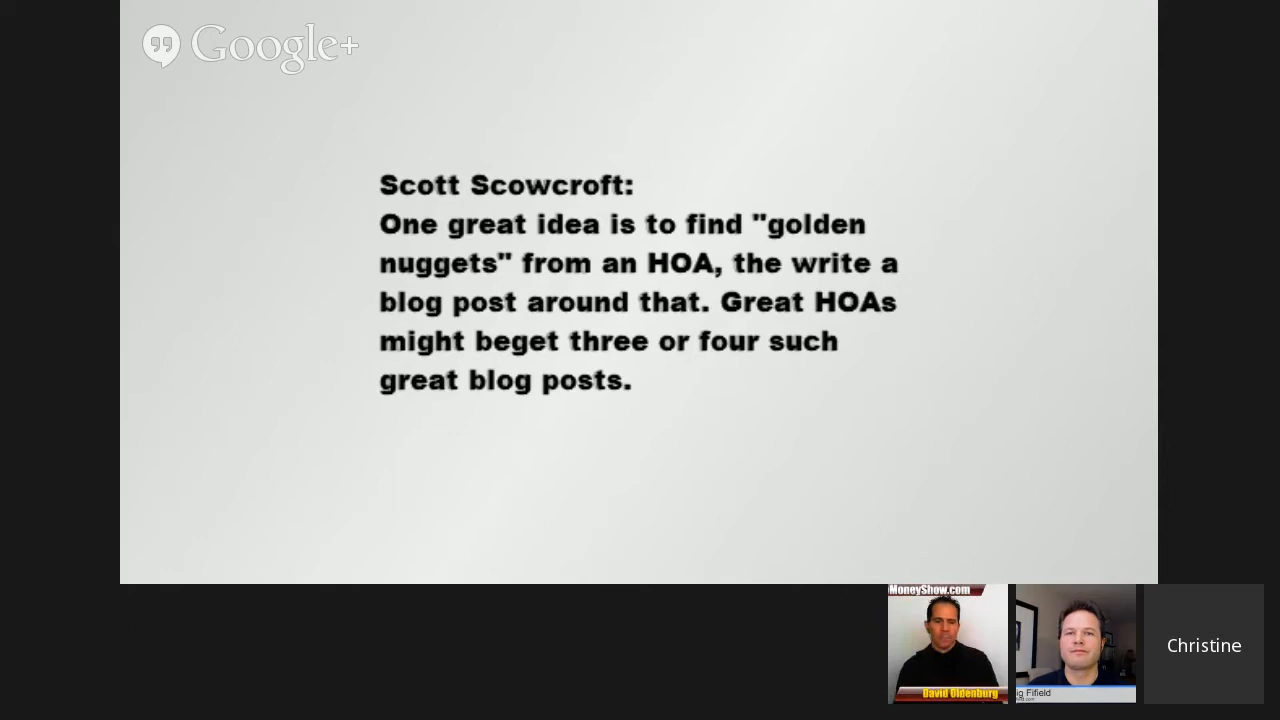 Google+
Scott Scowcroft:
One great idea is to find "golden
nuggets" from an HOA, the write a
blog post around that. Great HOAs
might beget three or four such
great blog posts.
MoneyShow.com
David Oldenburg
ig Fifield
Christine